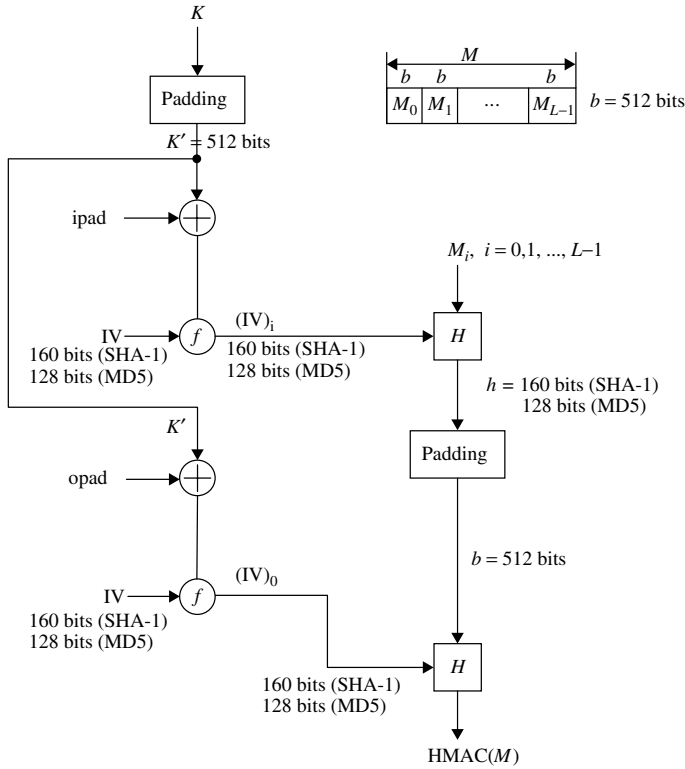 K
Padding
K′ = 512 bits
M
b b b
M0 M1 ... ML−1
b = 512 bits
ipad
Mi, i = 0,1, ..., L−1
IV
160 bits (SHA-1)
128 bits (MD5)
f
(IV)i
160 bits (SHA-1)
128 bits (MD5)
H
h = 160 bits (SHA-1)
128 bits (MD5)
K′
Padding
opad
b = 512 bits
IV
160 bits (SHA-1)
128 bits (MD5)
f
(IV)0
160 bits (SHA-1)
128 bits (MD5)
H
HMAC(M)